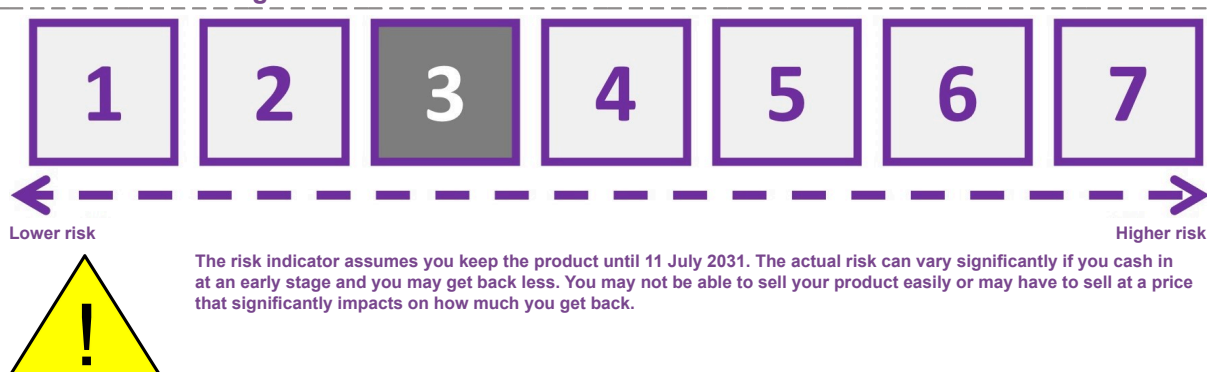 1 2 3 4 5 6 7
Lower risk Higher risk
The risk indicator assumes you keep the product until 11 July 2031. The actual risk can vary significantly if you cash in
at an early stage and you may get back less. You may not be able to sell your product easily or may have to sell at a price
that significantly impacts on how much you get back.
!